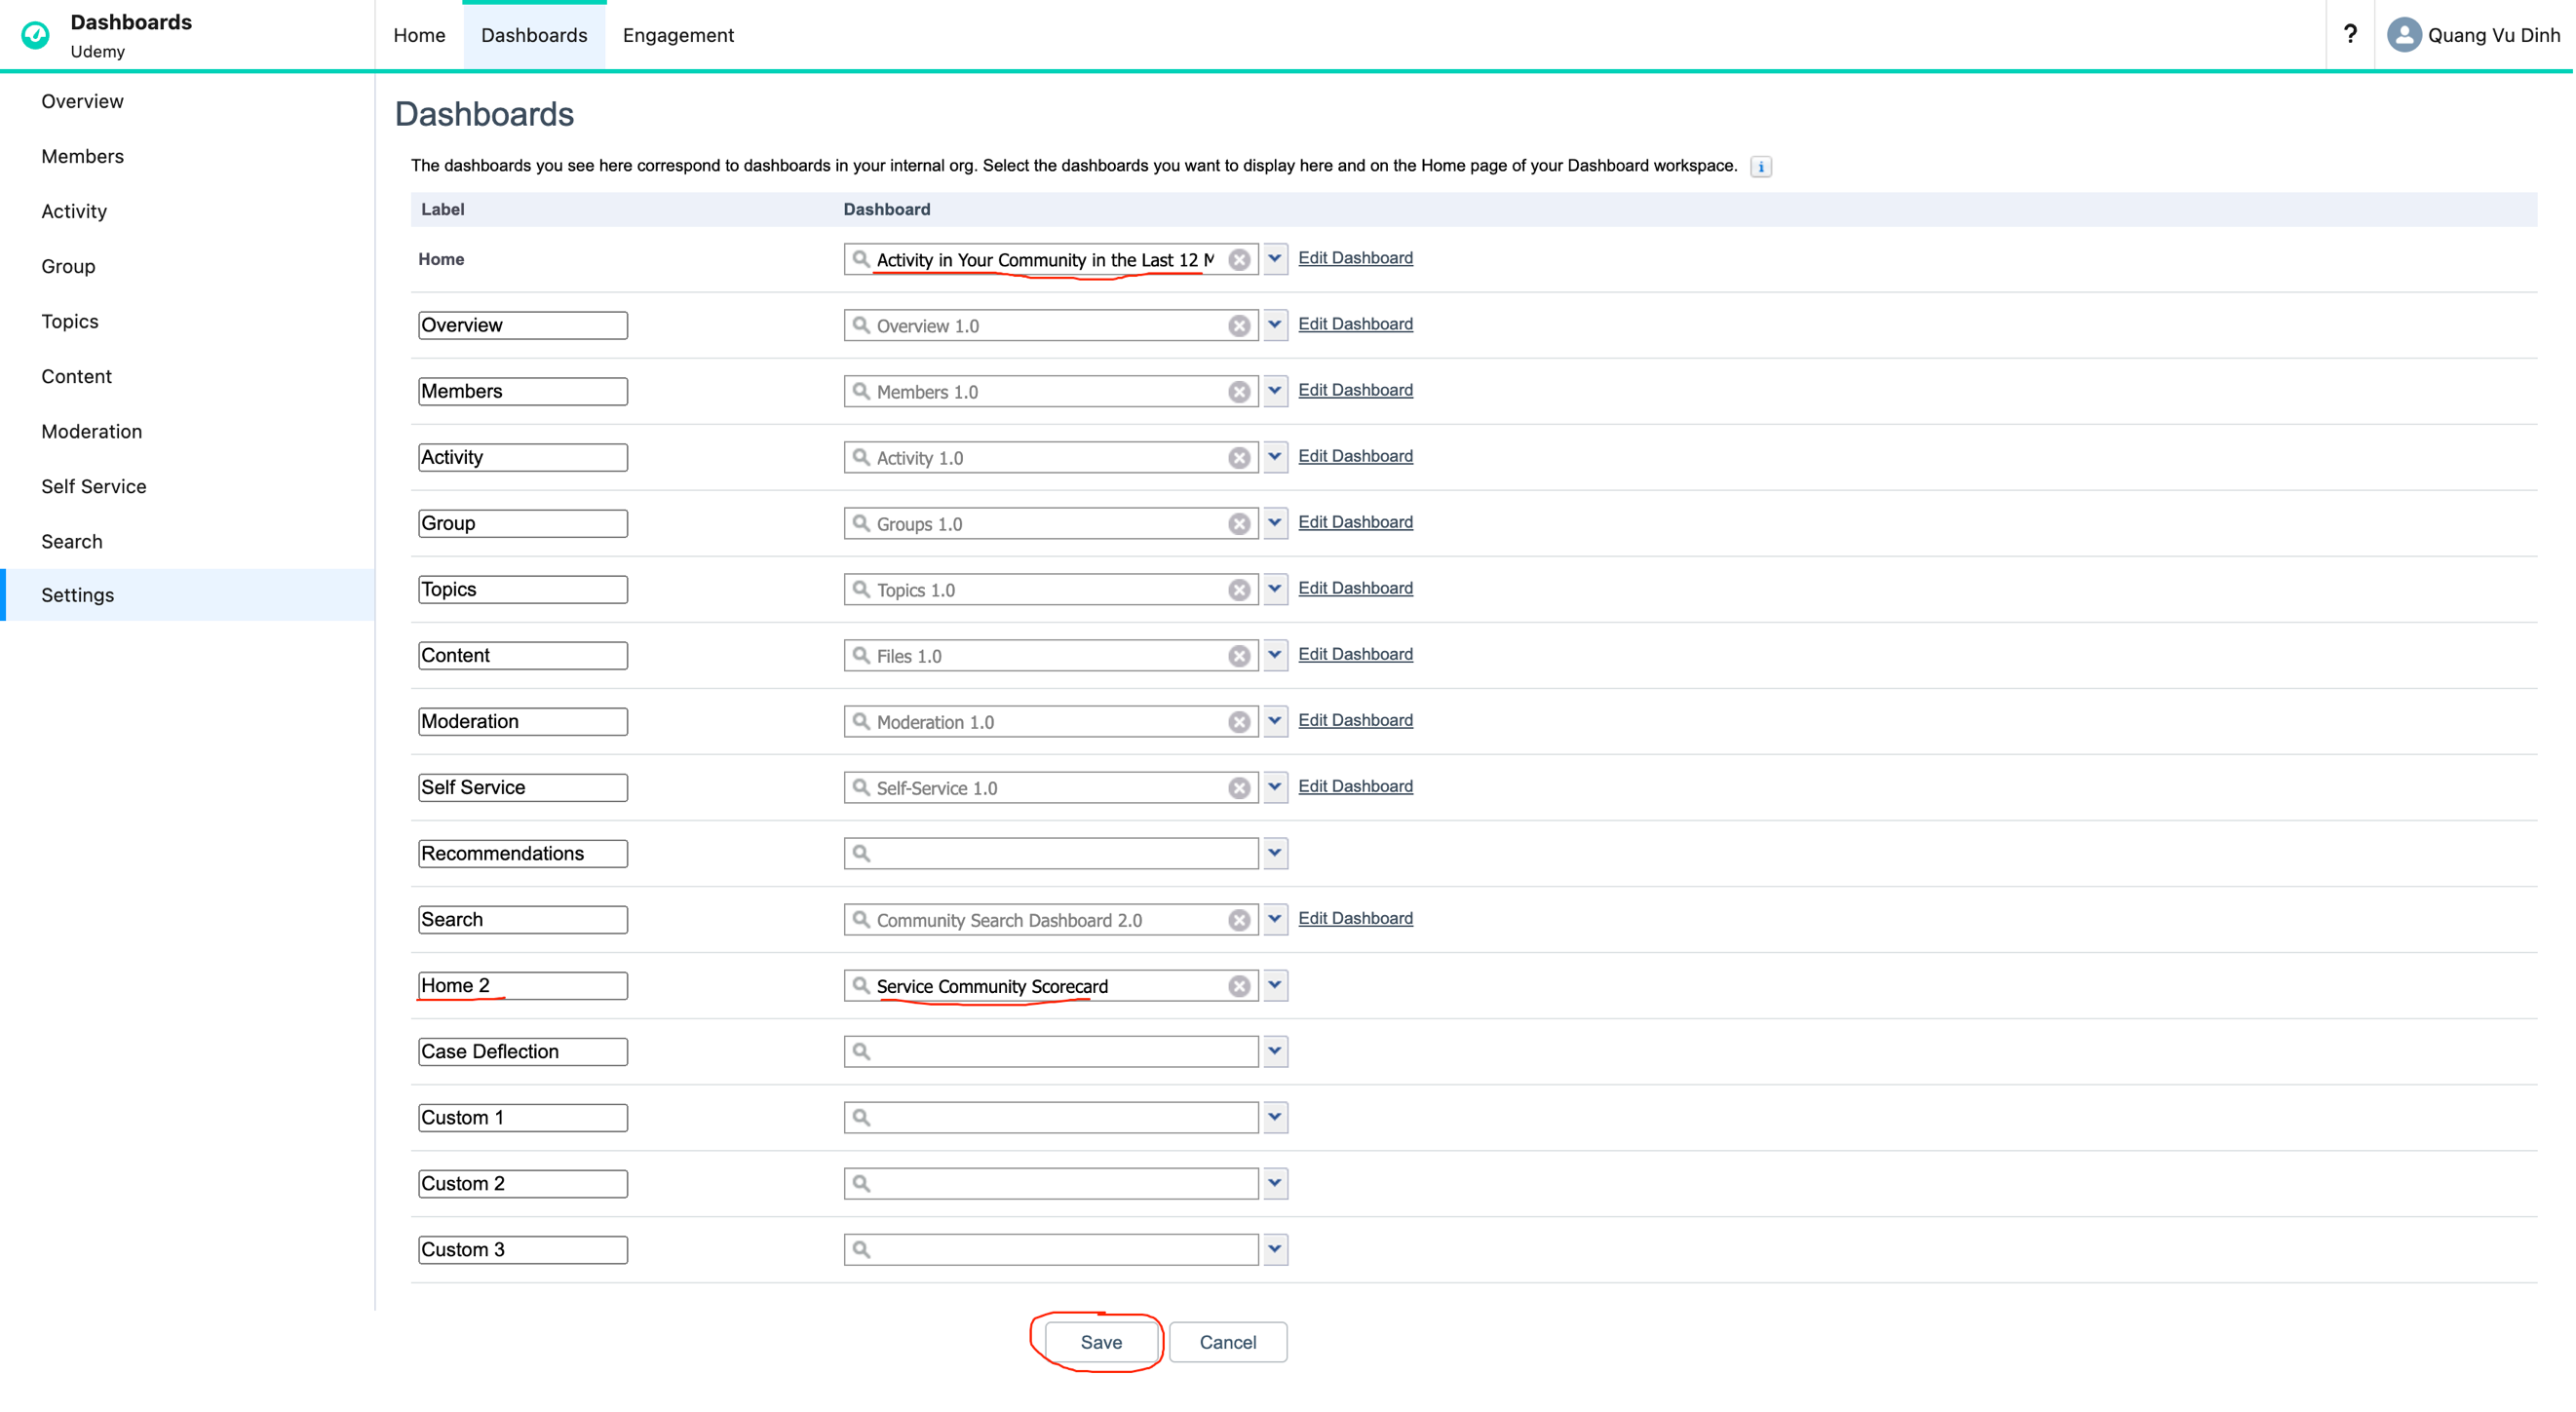 Dashboards
Udemy
Home
Dashboards
Engagement
?
Quang Vu Dinh
Overview
Members
Activity
Group
Topics
Content
Moderation
Self Service
Search
Settings
Dashboards
The dashboards you see here correspond to dashboards in your internal org. Select the dashboards you want to display here and on the Home page of your Dashboard workspace. i
Label Dashboard
Home Activity in Your Community in the Last 12 M Edit Dashboard
Overview Overview 1.0 Edit Dashboard
Members Members 1.0 Edit Dashboard
Activity Activity 1.0 Edit Dashboard
Group Groups 1.0 Edit Dashboard
Topics Topics 1.0 Edit Dashboard
Content Files 1.0 Edit Dashboard
Moderation Moderation 1.0 Edit Dashboard
Self Service Self-Service 1.0 Edit Dashboard
Recommendations
Search Community Search Dashboard 2.0 Edit Dashboard
Home 2 Service Community Scorecard
Case Deflection
Custom 1
Custom 2
Custom 3
Save Cancel